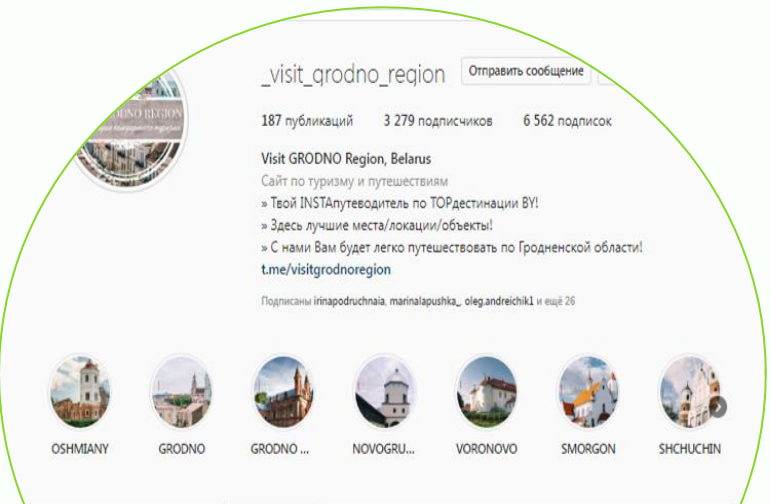 _visit_grodno_region Отправить сообщение
187 публикаций 3 279 подписчиков 6 562 подписок
Visit GRODNO Region, Belarus
Сайт по туризму и путешествиям
» Твой INSTAпутеводитель по TOPдестинации BY!
» Здесь лучшие места/локации/объекты!
» С нами Вам будет легко путешествовать по Гродненской области!
t.me/visitgrodnoregion
Подписаны irinapodruchnaia, marinalapushka_, oleg.andreichik1 и ещё 26
REGION
OSHMIANY GRODNO GRODNO ... NOVOGRU... VORONOVO SMORGON SHCHUCHIN